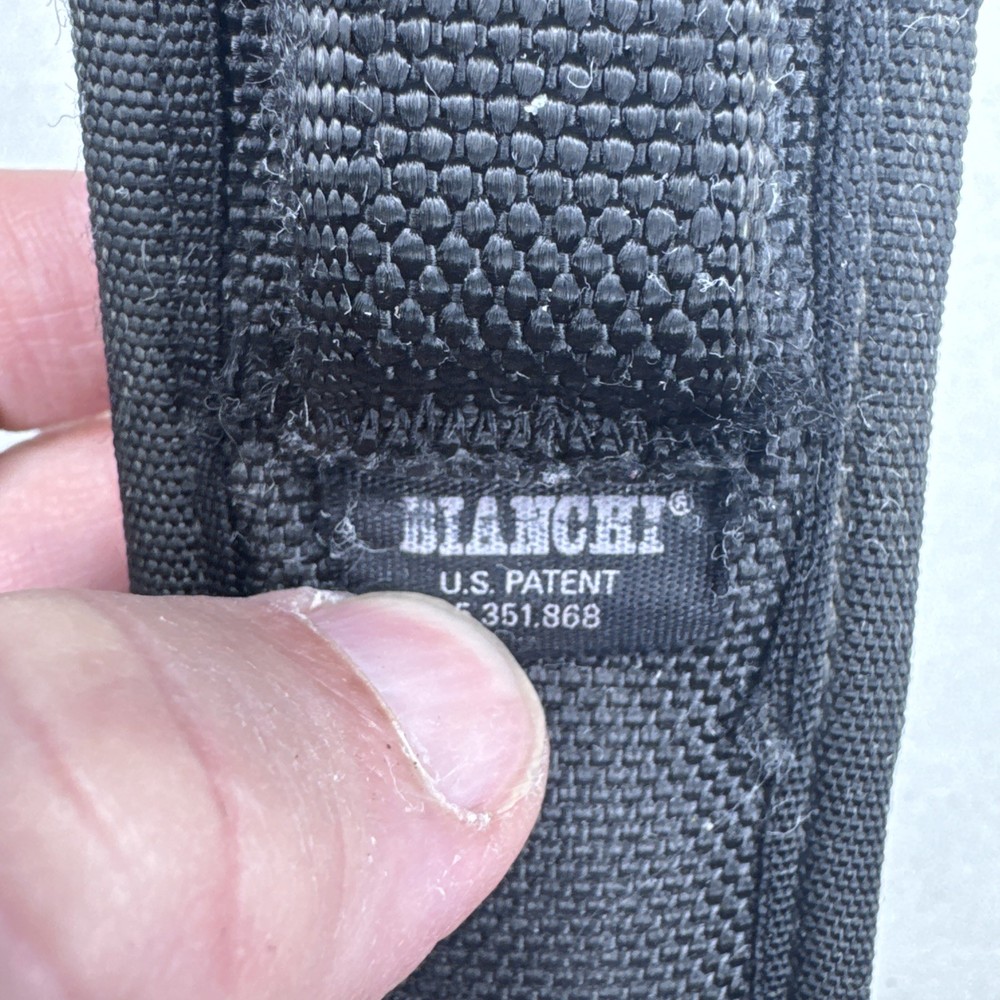 BIANCHI®
U.S. PATENT
5.351.868